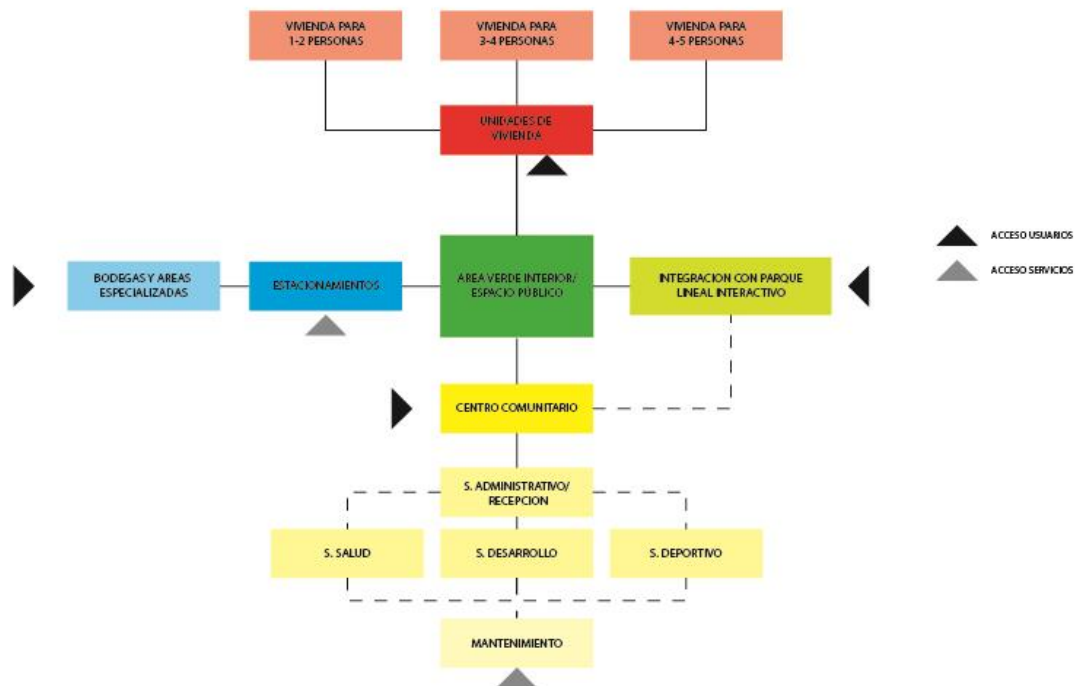 VIVIENDA PARA
1-2 PERSONAS
VIVIENDA PARA
3-4 PERSONAS
VIVIENDA PARA
4-5 PERSONAS
UNIDADES DE
VIVIENDA
BODEGAS Y AREAS
ESPECIALIZADAS
ESTACIONAMIENTOS
AREA VERDE INTERIOR/
ESPACIO PÚBLICO
INTEGRACION CON PARQUE
LINEAL INTERACTIVO
ACCESO USUARIOS
ACCESO SERVICIOS
CENTRO COMUNITARIO
S. ADMINISTRATIVO/
RECEPCION
S. SALUD
S. DESARROLLO
S. DEPORTIVO
MANTENIMIENTO